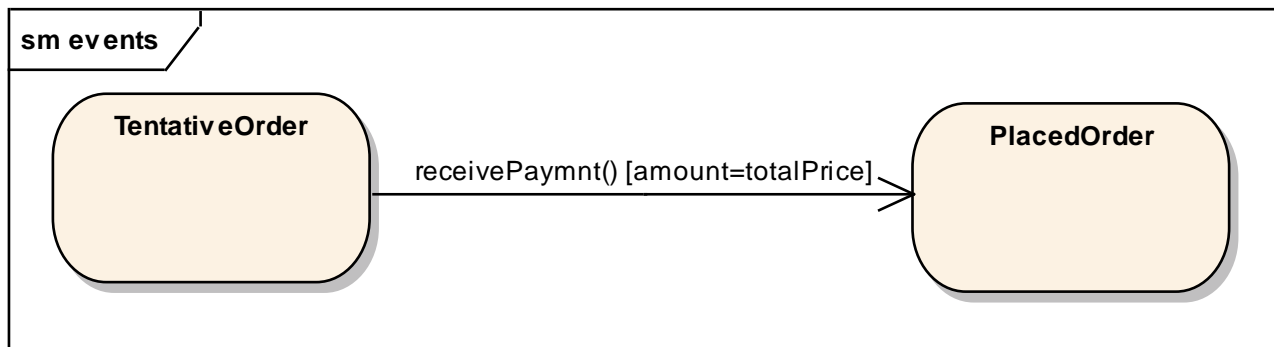 sm events
TentativeOrder
PlacedOrder
receivePaymnt() [amount=totalPrice]